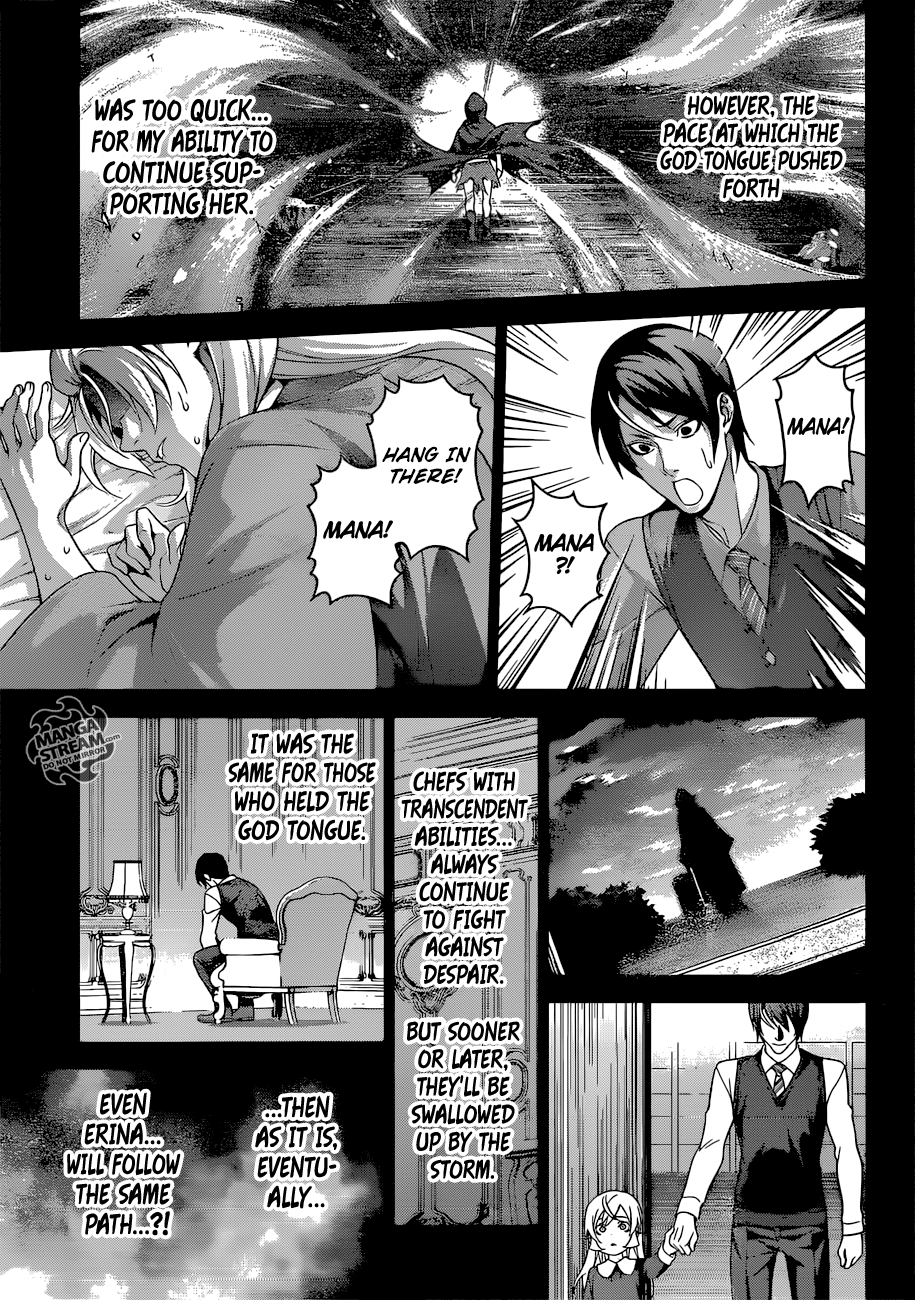 HOWEVER, THE
PACE AT WHICH THE
GOD TONGUE PUSHED
FORTH
WAS TOO QUICK...
FOR MY ABILITY TO
CONTINUE SUP-
PORTING HER.
MANA!
MANA
?!
HANG IN
THERE!
MANA!
CHEFS WITH
TRANSCENDENT
ABILITIES...
ALWAYS
CONTINUE
TO FIGHT
AGAINST
DESPAIR.
BUT SOONER
OR LATER,
THEY'LL BE
SWALLOWED
UP BY THE
STORM.
IT WAS THE
SAME FOR THOSE
WHO HELD THE
GOD TONGUE.
...THEN
AS IT IS,
EVENTU-
ALLY...
EVEN
ERINA...
WILL FOLLOW
THE SAME
PATH...?!
MANGA
STREAM.com
DO NOT MIRROR